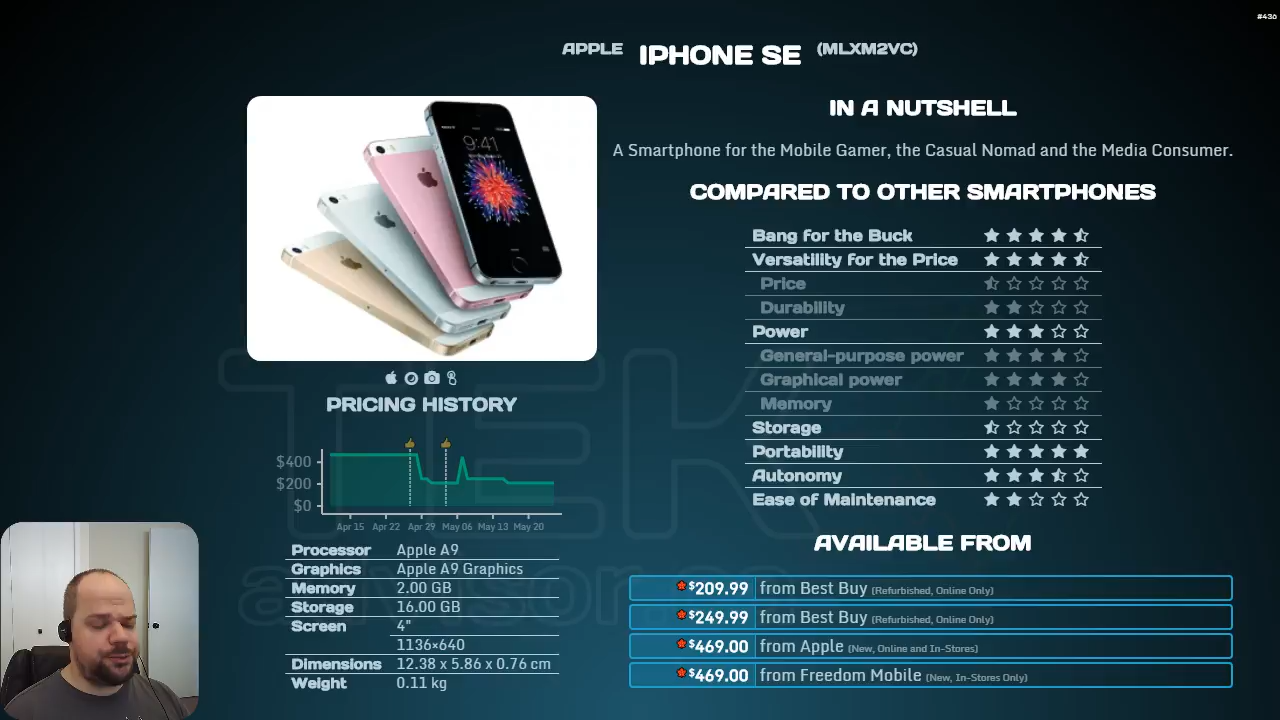 #436
APPLE IPHONE SE (MLXM2VC)
IN A NUTSHELL
A Smartphone for the Mobile Gamer, the Casual Nomad and the Media Consumer.
COMPARED TO OTHER SMARTPHONES
Bang for the Buck
Versatility for the Price
Price
Durability
Power
General-purpose power
Graphical power
Memory
Storage
Portability
Autonomy
Ease of Maintenance
9:41
PRICING HISTORY
$400
$200
$0
Apr 15 Apr 22 Apr 29 May 06 May 13 May 20
Processor Apple A9
Graphics Apple A9 Graphics
Memory 2.00 GB
Storage 16.00 GB
Screen 4"
1136×640
Dimensions 12.38 x 5.86 x 0.76 cm
Weight 0.11 kg
AVAILABLE FROM
$209.99 from Best Buy (Refurbished, Online Only)
$249.99 from Best Buy (Refurbished, Online Only)
$469.00 from Apple (New, Online and In-Stores)
$469.00 from Freedom Mobile (New, In-Stores Only)
TEK